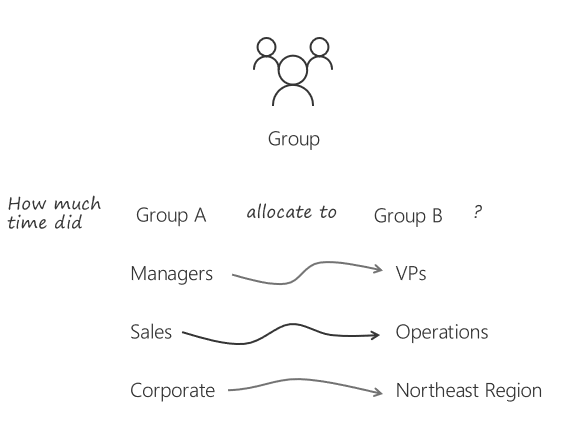 Group
How much
time did
Group A allocate to Group B ?
Managers VPs
Sales Operations
Corporate Northeast Region